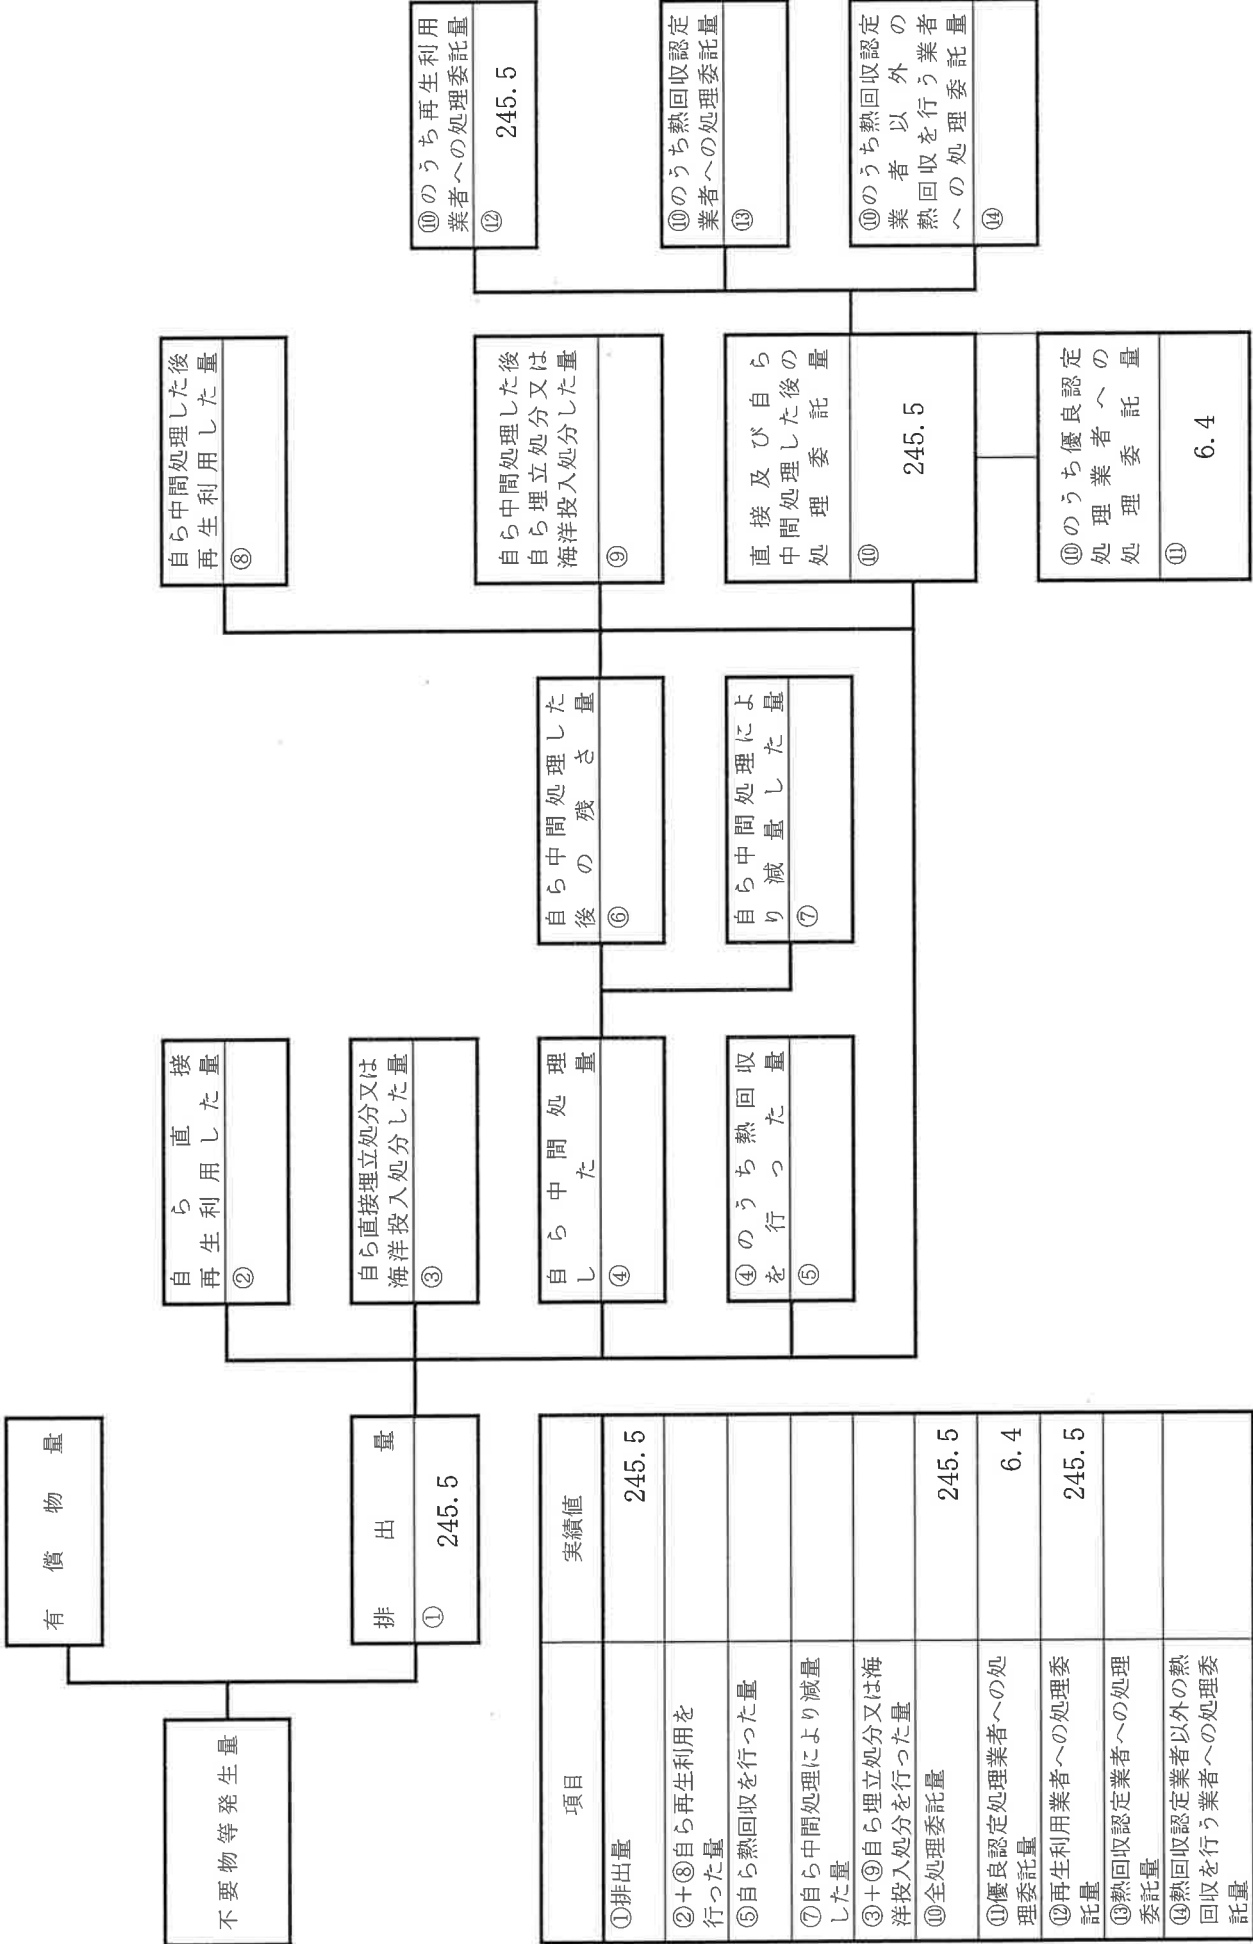 不要物等発生量
有償物量
排出量
① 245.5
自ら直接
再生利用した量
②
自ら直接埋立処分又は
海洋投入処分した量
③
自ら中間処理
した量
④
④のうち熱回収
を行った量
⑤
自ら中間処理した
後の残さ量
⑥
自ら中間処理によ
り減量した量
⑦
自ら中間処理した後
再生利用した量
⑧
自ら中間処理した後
自ら埋立処分又は
海洋投入処分した量
⑨
直接及び自ら
中間処理した後の
処理委託量
⑩
245.5
⑩のうち優良認定
処理業者への
処理委託量
⑪
6.4
⑩のうち再生利用
業者への処理委託量
⑫
245.5
⑩のうち熱回収認定
業者への処理委託量
⑬
⑩のうち熱回収認定
業者以外の
熱回収を行う業者
への処理委託量
⑭
項目 実績値
①排出量 245.5
②+⑧自ら再生利用を
行った量
⑤自ら熱回収を行った量
⑦自ら中間処理により減量
した量
③+⑨自ら埋立処分又は海
洋投入処分を行った量
⑩全処理委託量 245.5
⑪優良認定処理業者への処
理委託量 6.4
⑫再生利用業者への処理委
託量 245.5
⑬熱回収認定業者への処理
委託量
⑭熱回収認定業者以外の熱
回収を行う業者への処理委
託量